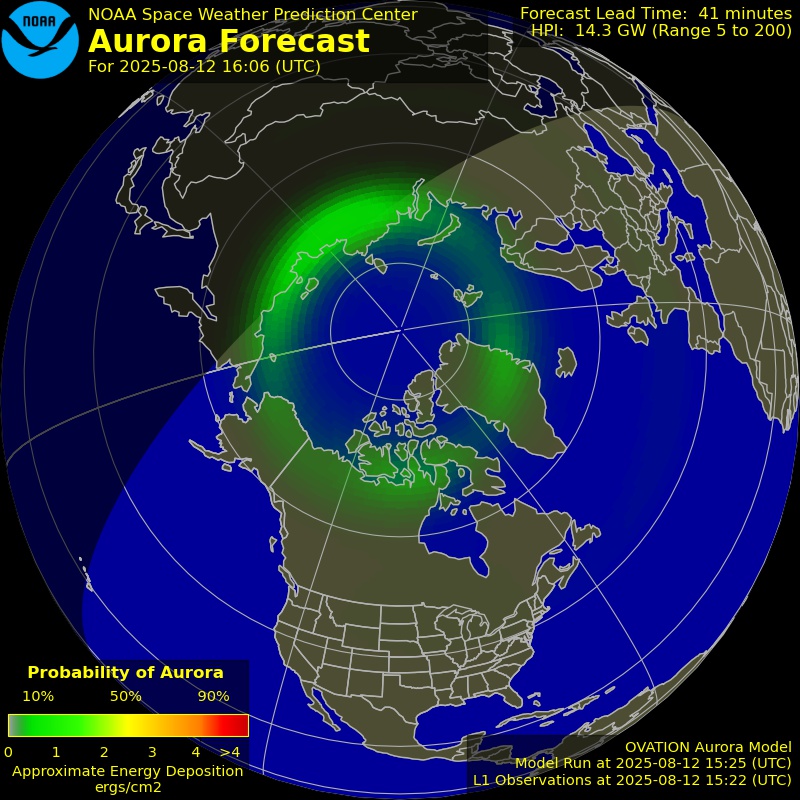 NOAA
NOAA Space Weather Prediction Center
Aurora Forecast
For 2025-08-12 16:06 (UTC)
Forecast Lead Time: 41 minutes
HPI: 14.3 GW (Range 5 to 200)
Probability of Aurora
10% 50% 90%
0 1 2 3 4 >4
Approximate Energy Deposition
ergs/cm2
OVATION Aurora Model
Model Run at 2025-08-12 15:25 (UTC)
L1 Observations at 2025-08-12 15:22 (UTC)